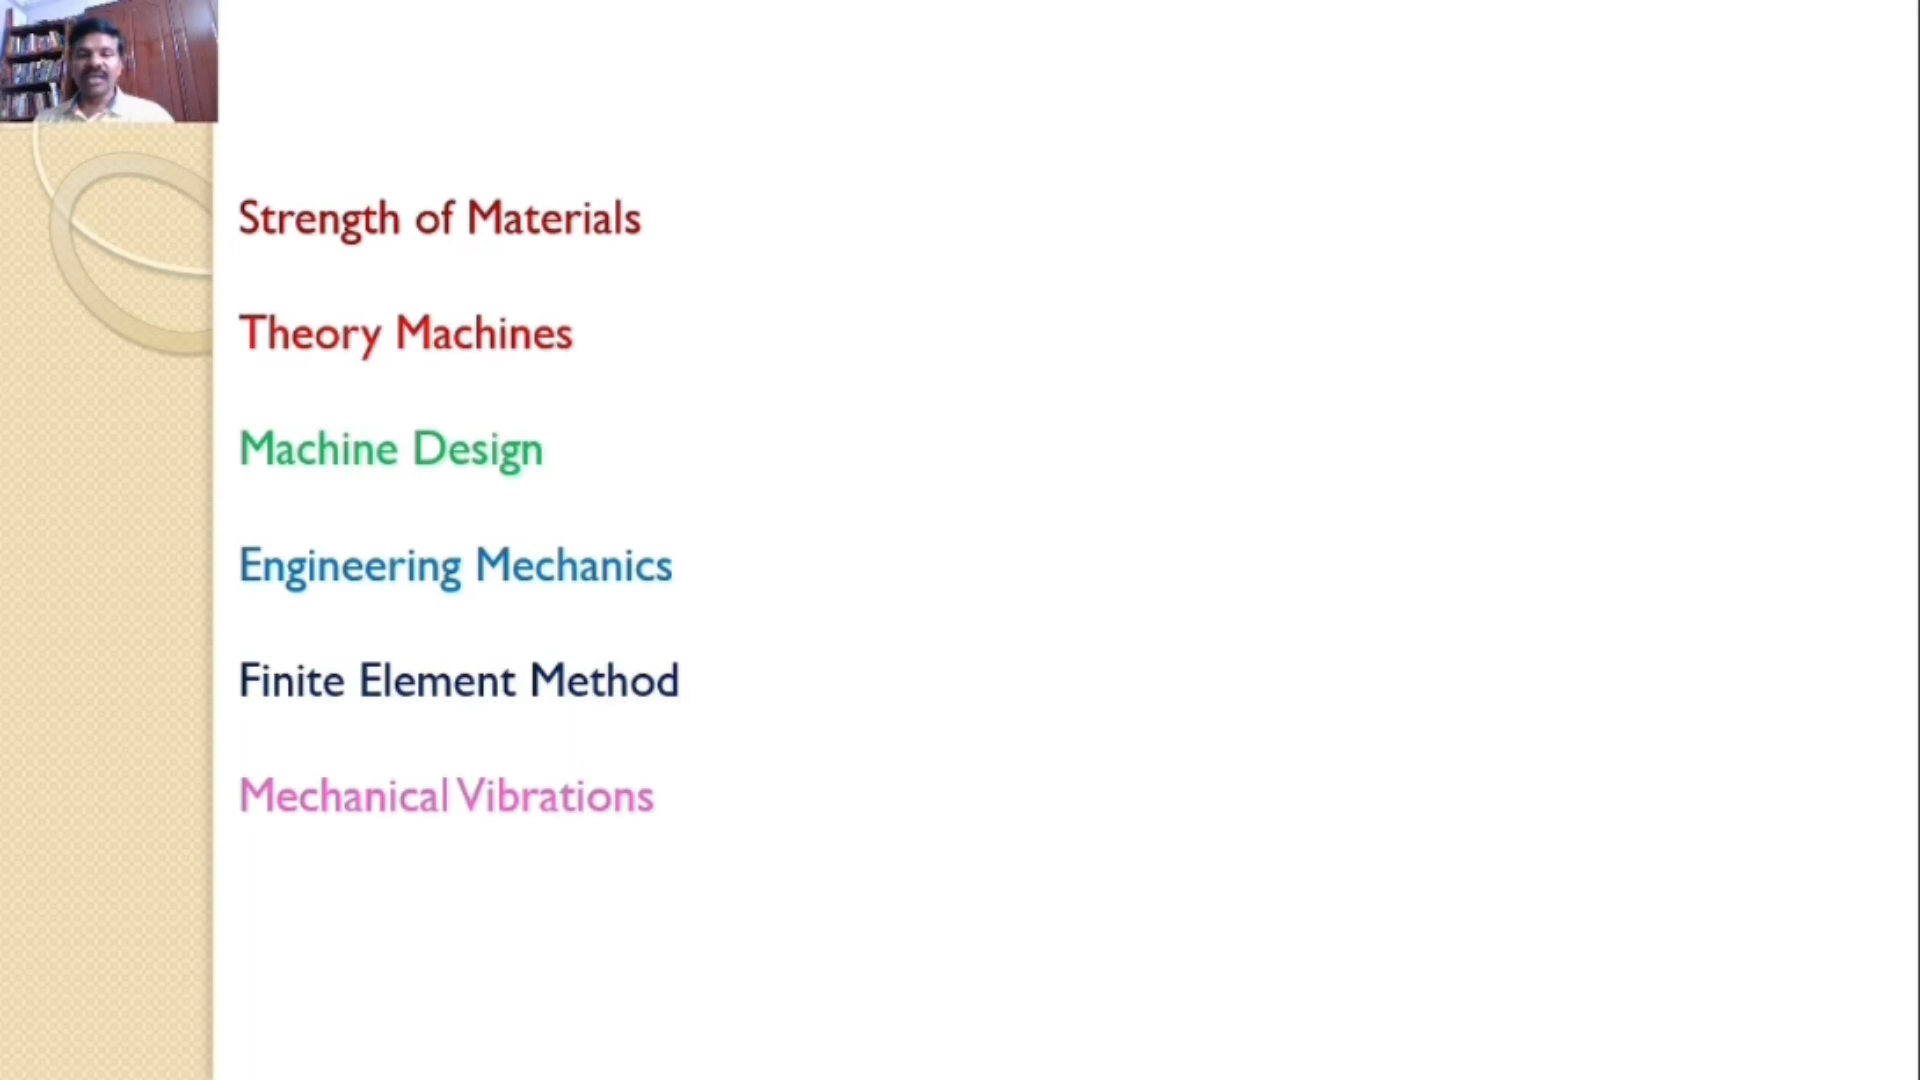 Strength of Materials
Theory Machines
Machine Design
Engineering Mechanics
Finite Element Method
Mechanical Vibrations